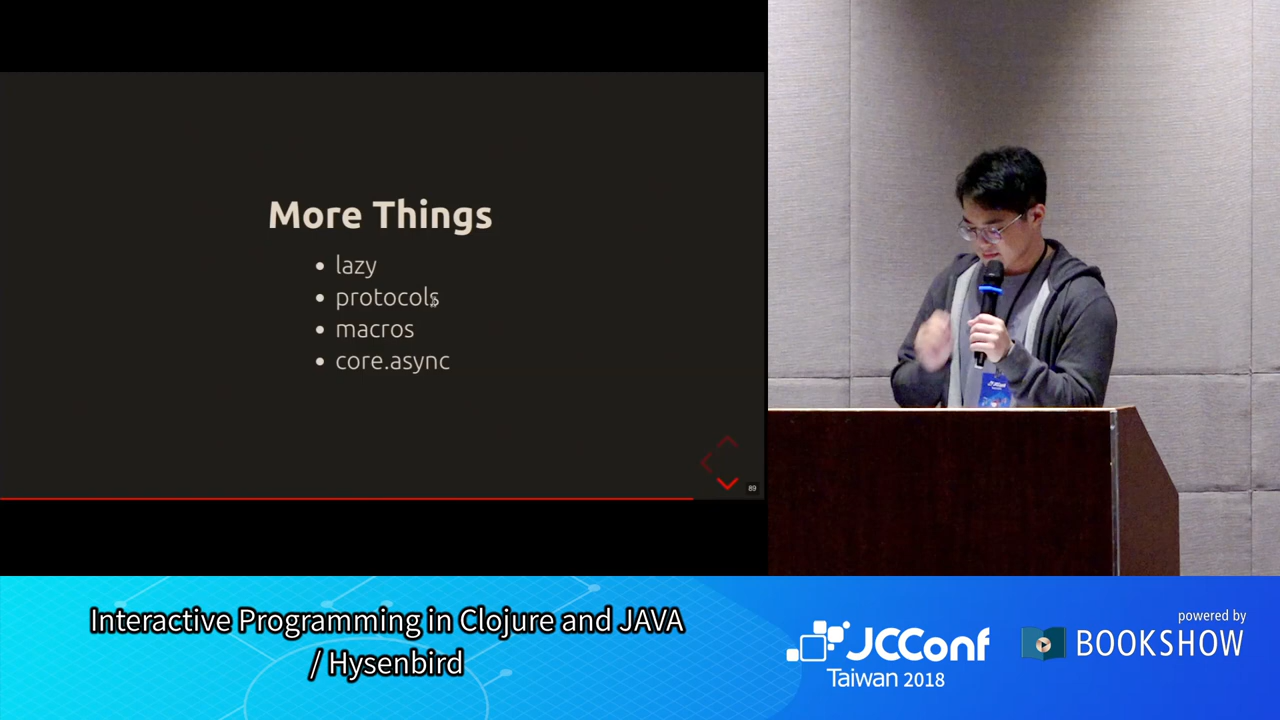 More Things
lazy
protocols
macros
core.async
89
Interactive Programming in Clojure and JAVA
/ Hysenbird
JCConf
Taiwan 2018
powered by
BOOKSHOW
JCConf